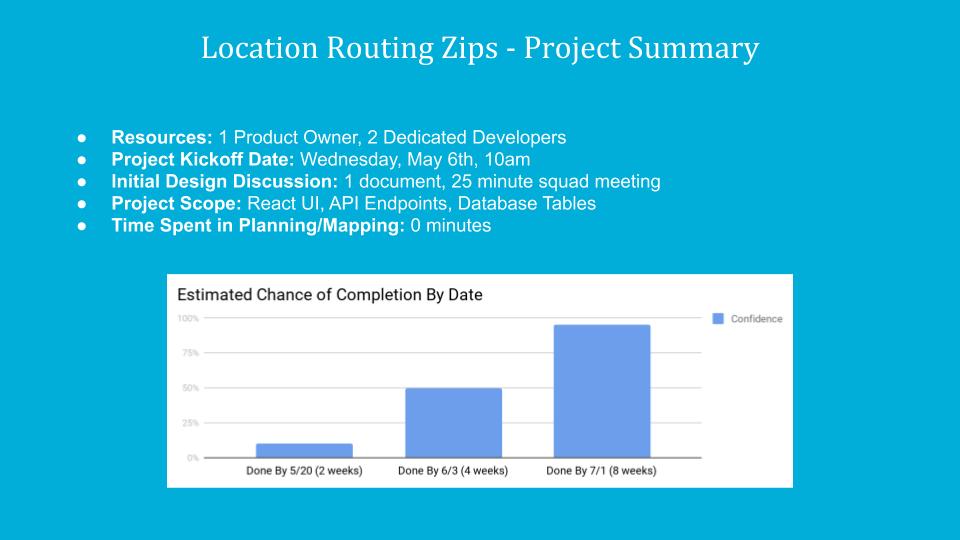 Location Routing Zips - Project Summary
● Resources: 1 Product Owner, 2 Dedicated Developers
● Project Kickoff Date: Wednesday, May 6th, 10am
● Initial Design Discussion: 1 document, 25 minute squad meeting
● Project Scope: React UI, API Endpoints, Database Tables
● Time Spent in Planning/Mapping: 0 minutes
Estimated Chance of Completion By Date
100%
75%
50%
25%
0%
Confidence
Done By 5/20 (2 weeks)
Done By 6/3 (4 weeks)
Done By 7/1 (8 weeks)